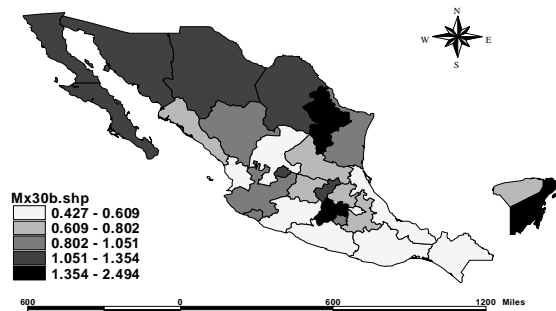 N
W E
S
Mx30b.shp
0.427 - 0.609
0.609 - 0.802
0.802 - 1.051
1.051 - 1.354
1.354 - 2.494
600 0 600 1200 Miles